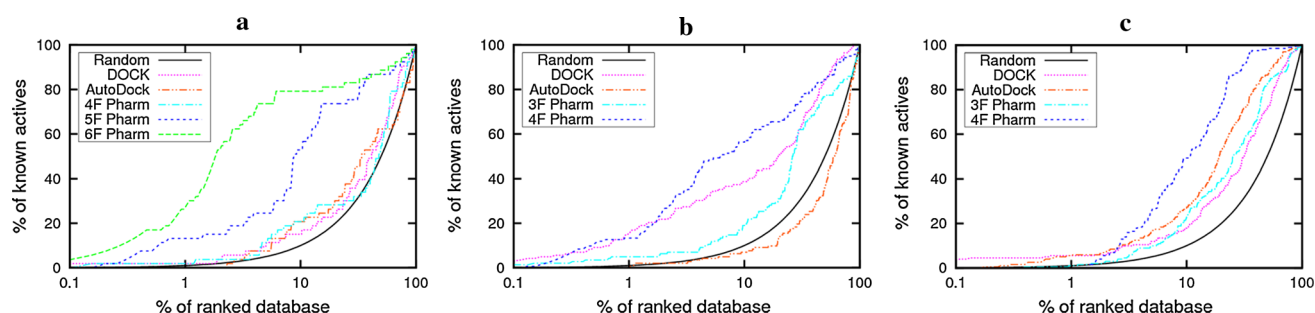 a
% of known actives
100
80
60
40
20
0
Random
DOCK
AutoDock
4F Pharm
5F Pharm
6F Pharm
0.1 1 10 100
% of ranked database
b
% of known actives
100
80
60
40
20
0
Random
DOCK
AutoDock
3F Pharm
4F Pharm
0.1 1 10 100
% of ranked database
c
% of known actives
100
80
60
40
20
0
Random
DOCK
AutoDock
3F Pharm
4F Pharm
0.1 1 10 100
% of ranked database